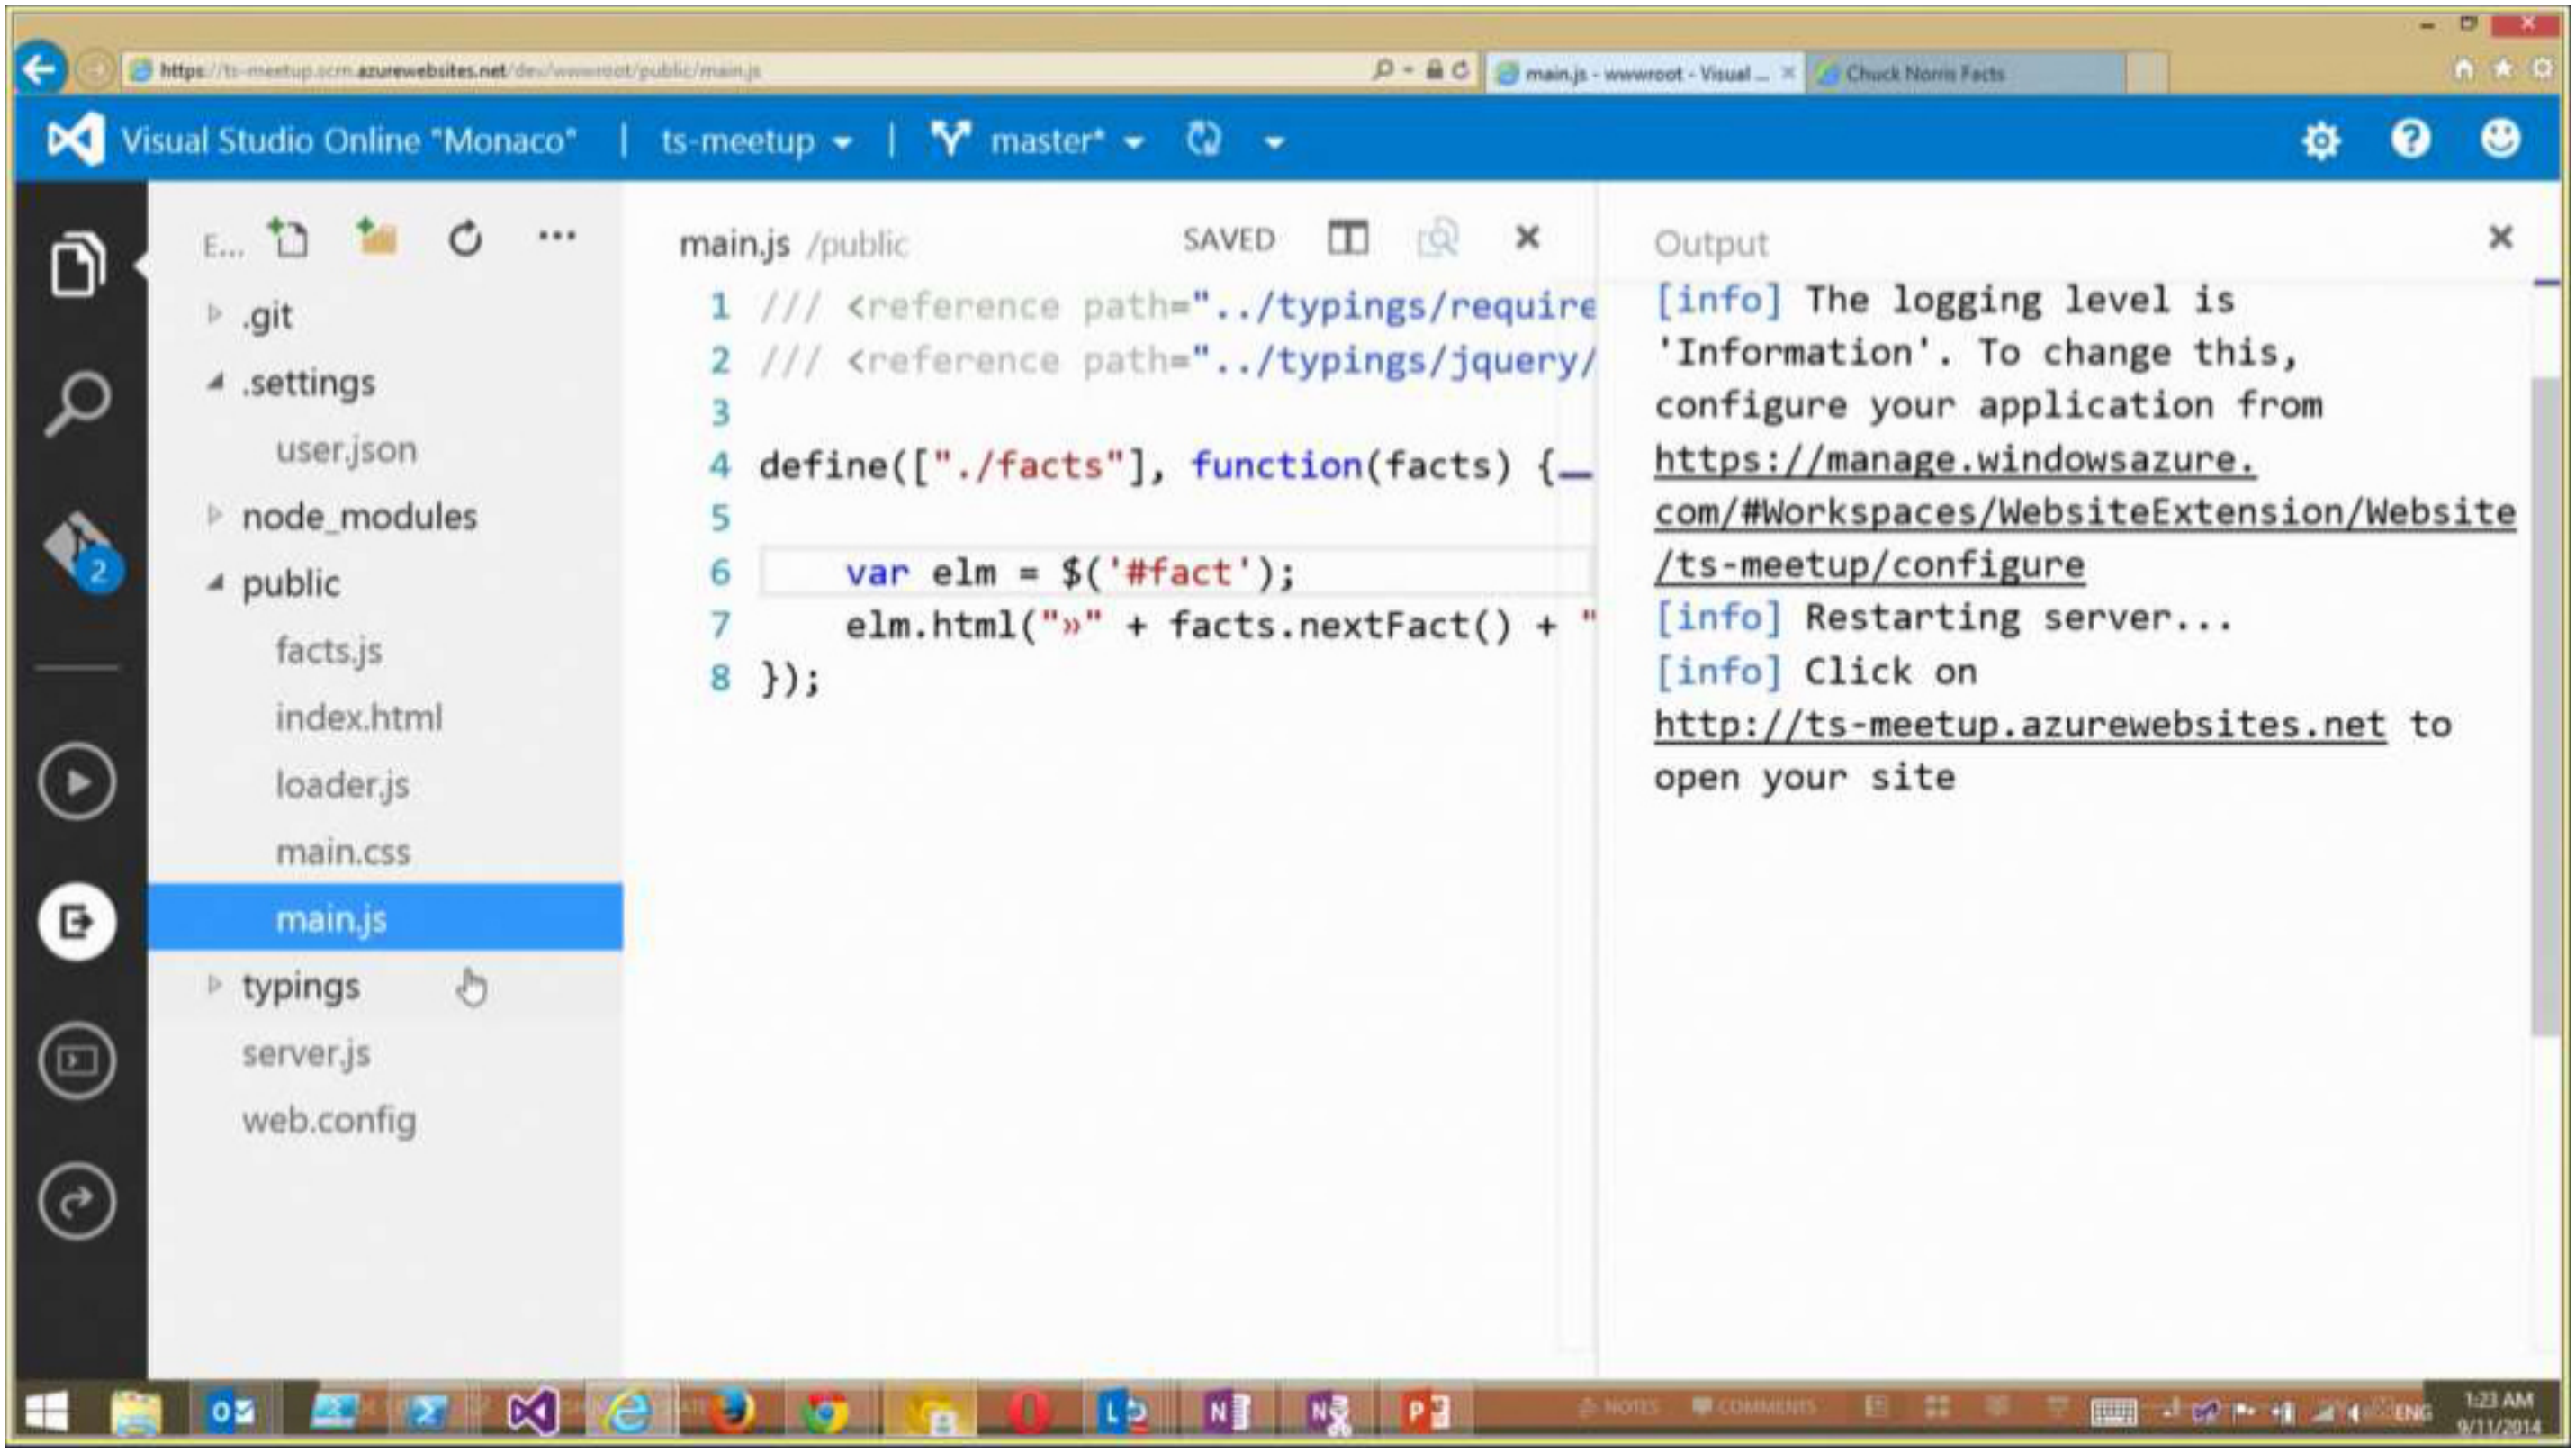 https://ts-meetup.scm.azurewebsites.net/dev/wwwroot/public/main.js
main.js - wwwroot - Visual ...
Chuck Norris Facts
Visual Studio Online "Monaco" | ts-meetup | master*
E...
.git
.settings
user.json
node_modules
public
facts.js
index.html
loader.js
main.css
main.js
typings
server.js
web.config
2
main.js /public SAVED
1 /// <reference path="../typings/require
2 /// <reference path="../typings/jquery/
3
4 define(["./facts"], function(facts) {
5
6 var elm = $('#fact');
7 elm.html("»" + facts.nextFact() + "
8 });
Output
[info] The logging level is
'Information'. To change this,
configure your application from
https://manage.windowsazure.
com/#Workspaces/WebsiteExtension/Website
/ts-meetup/configure
[info] Restarting server...
[info] Click on
http://ts-meetup.azurewebsites.net to
open your site
NOTES
COMMENTS
ENG
1:23 AM
9/11/2014